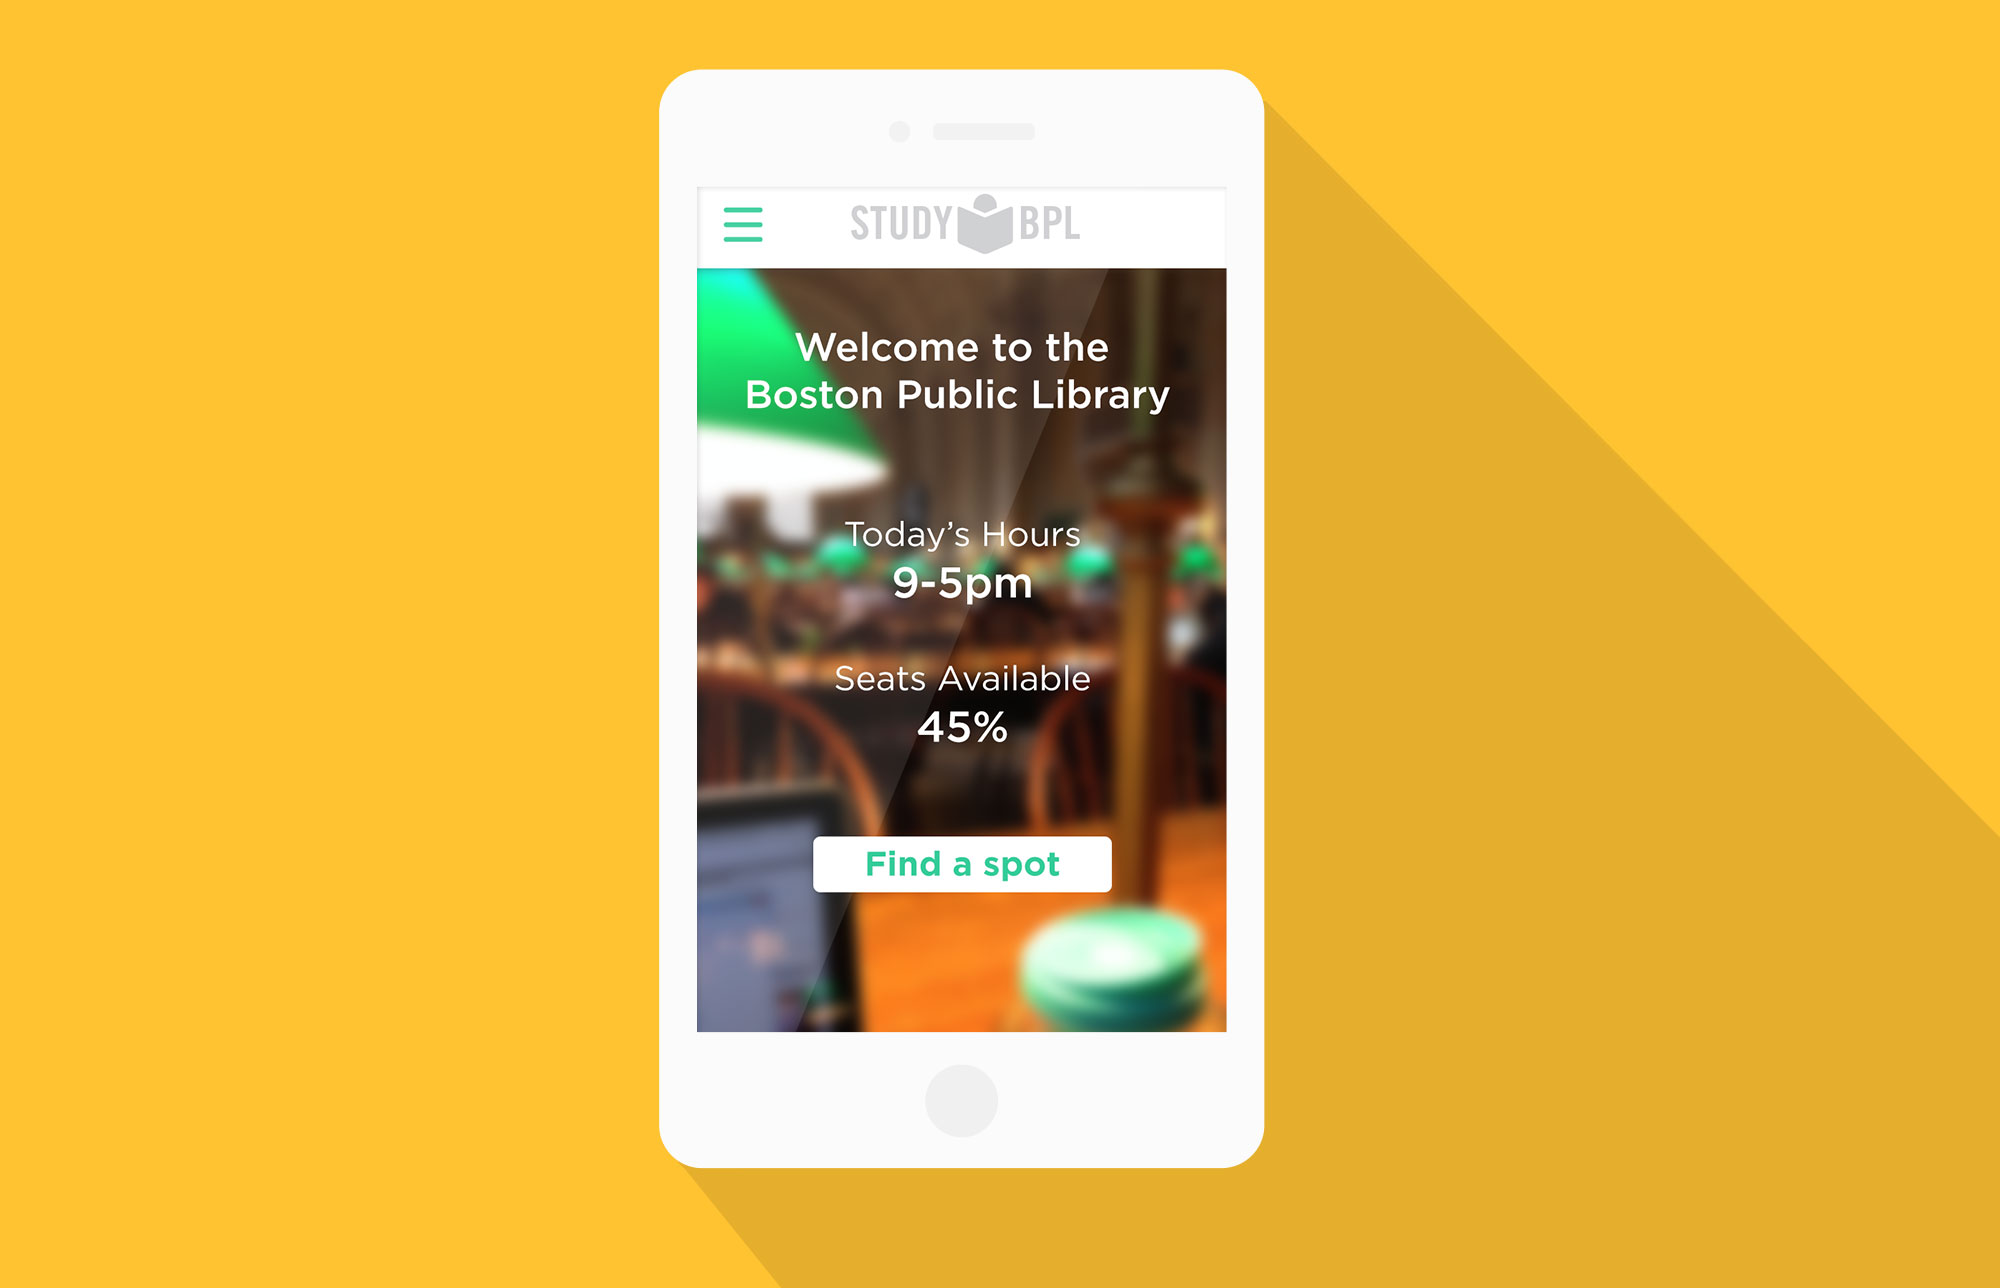 STUDY BPL
Welcome to the
Boston Public Library
Today’s Hours
9-5pm
Seats Available
45%
Find a spot